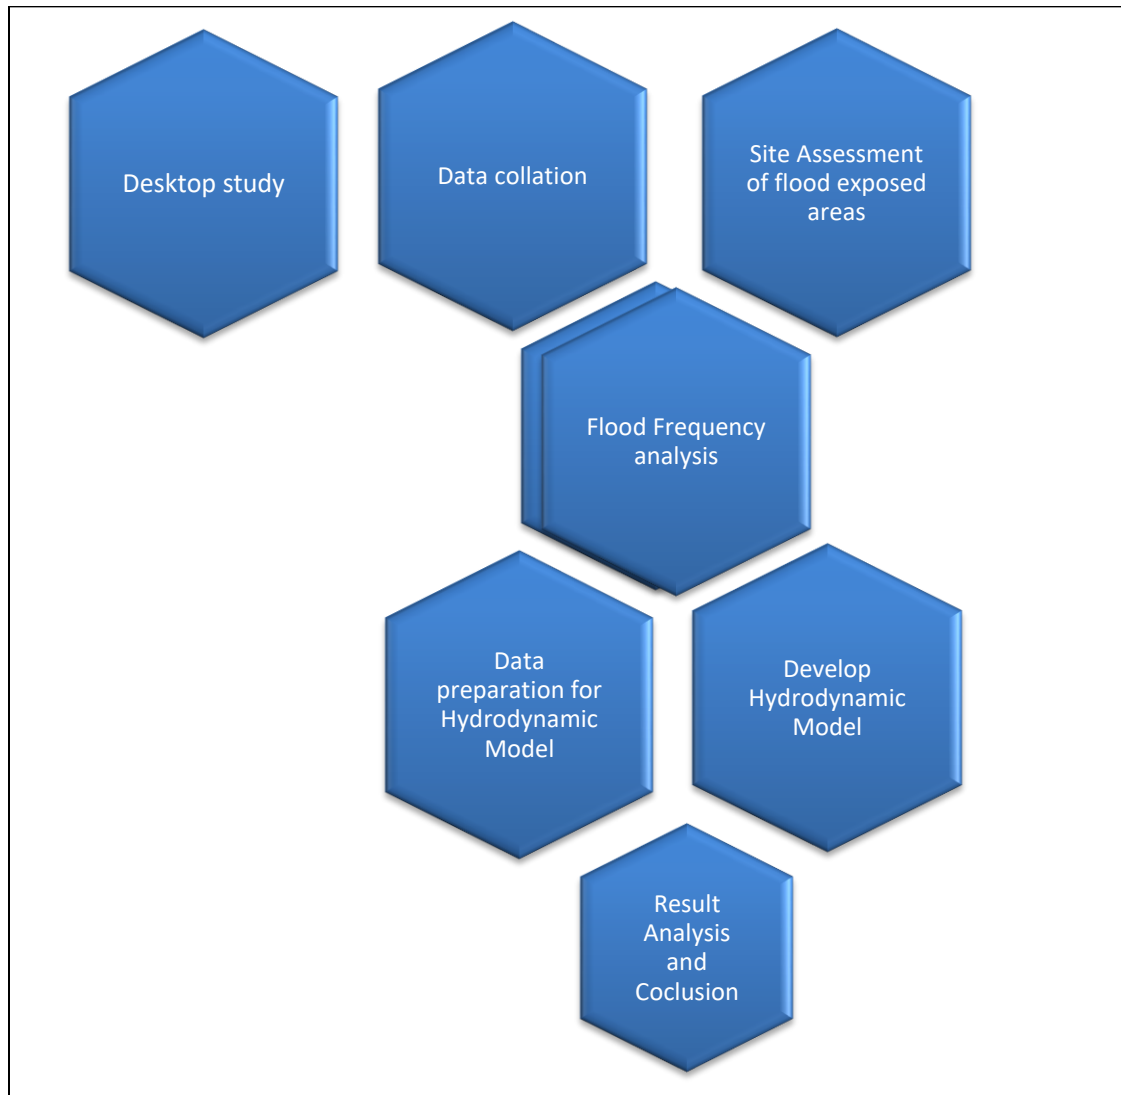 Desktop study
Data collation
Site Assessment
of flood exposed
areas
Flood Frequency
analysis
Data
preparation for
Hydrodynamic
Model
Develop
Hydrodynamic
Model
Result
Analysis
and
Coclusion